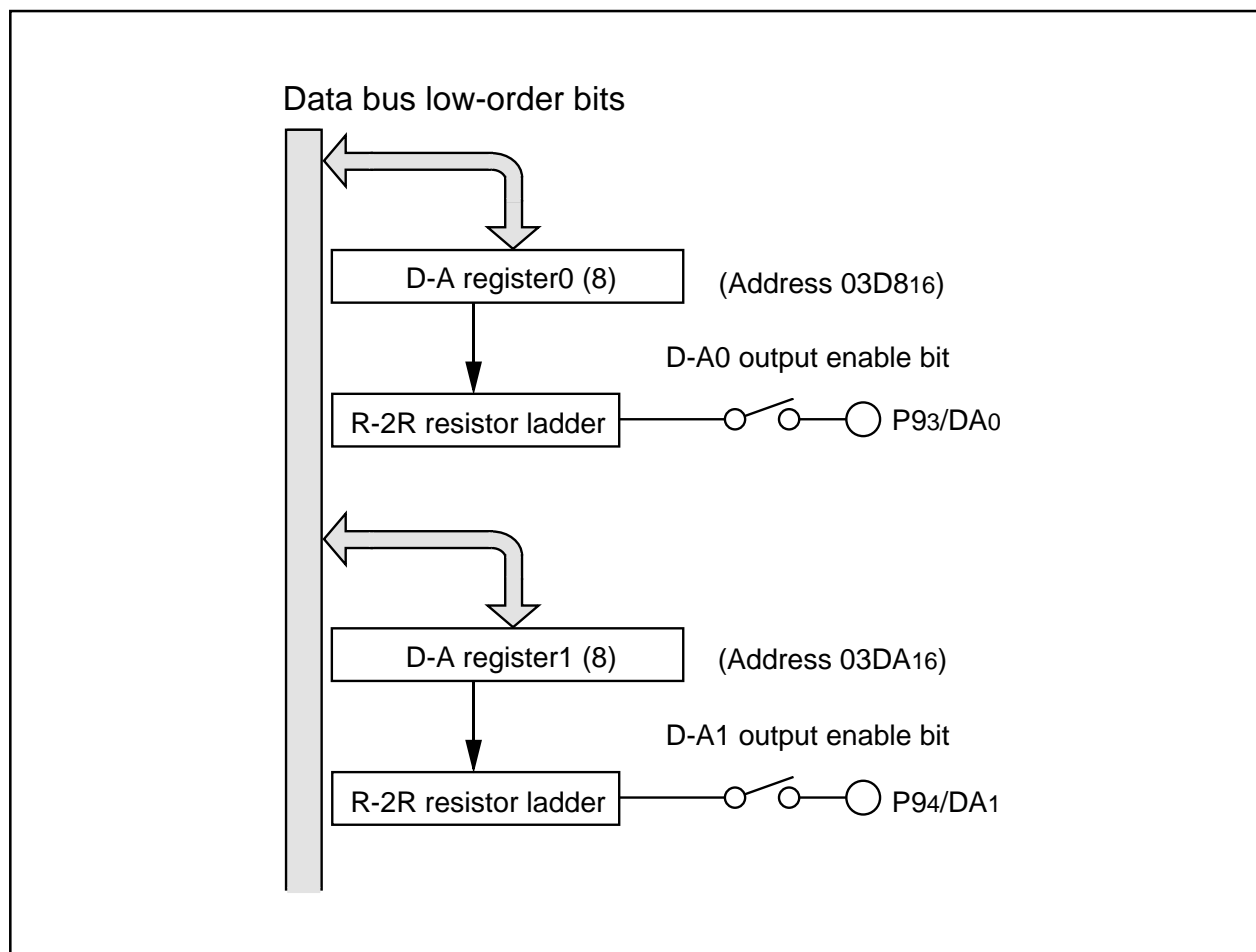 Data bus low-order bits
D-A register0 (8)
(Address 03D816)
D-A0 output enable bit
R-2R resistor ladder
P93/DA0
D-A register1 (8)
(Address 03DA16)
D-A1 output enable bit
R-2R resistor ladder
P94/DA1